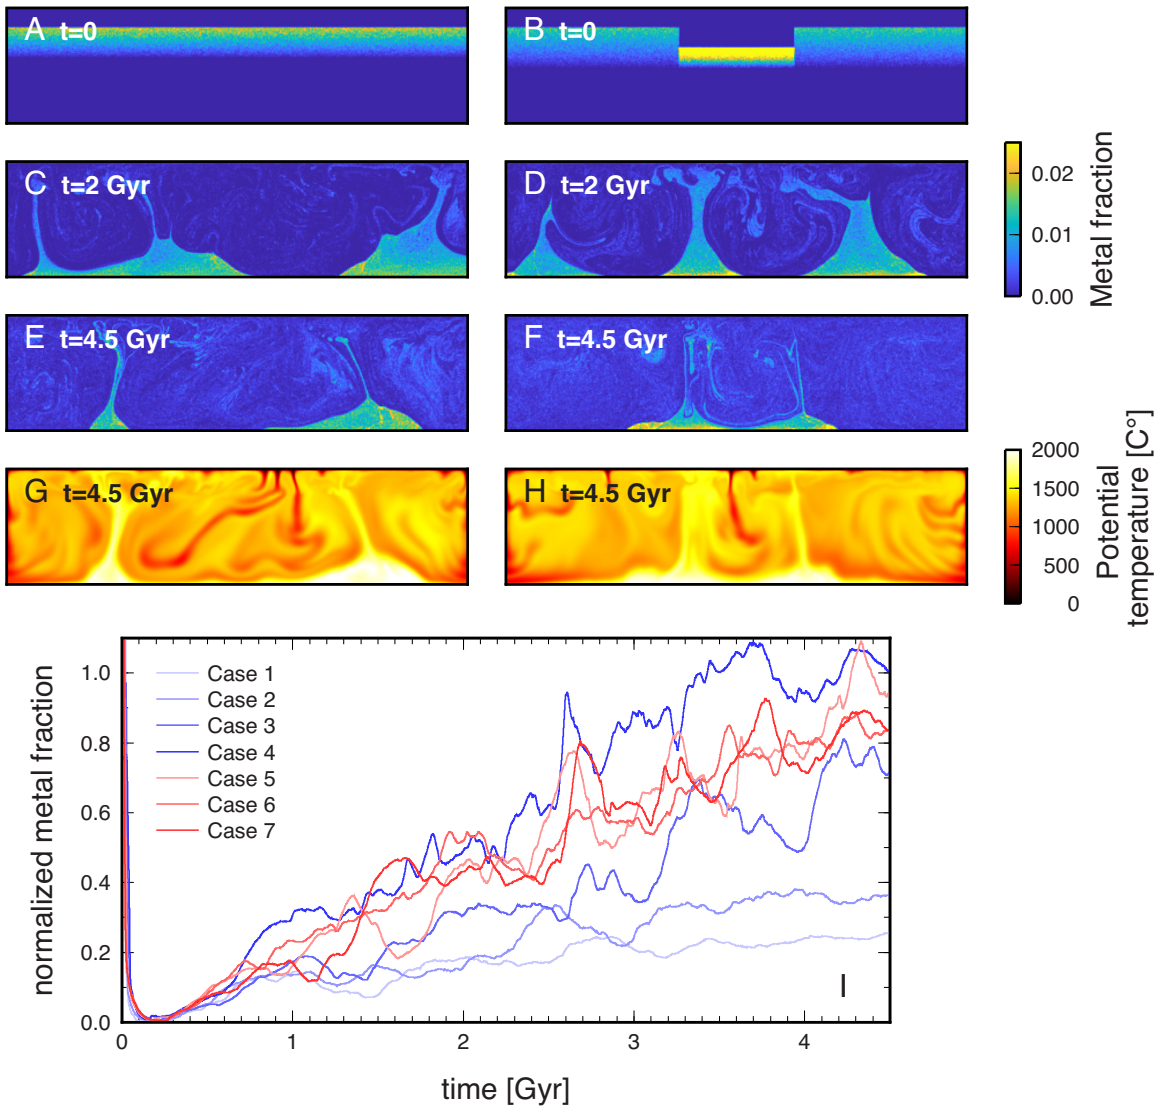 A t=0
B t=0
C t=2 Gyr
D t=2 Gyr
0.02
0.01
0.00
Metal fraction
E t=4.5 Gyr
F t=4.5 Gyr
G t=4.5 Gyr
H t=4.5 Gyr
2000
1500
1000
500
0
Potential
temperature [C°]
1.0
0.8
0.6
0.4
0.2
0.0
normalized metal fraction
Case 1
Case 2
Case 3
Case 4
Case 5
Case 6
Case 7
I
0 1 2 3 4
time [Gyr]